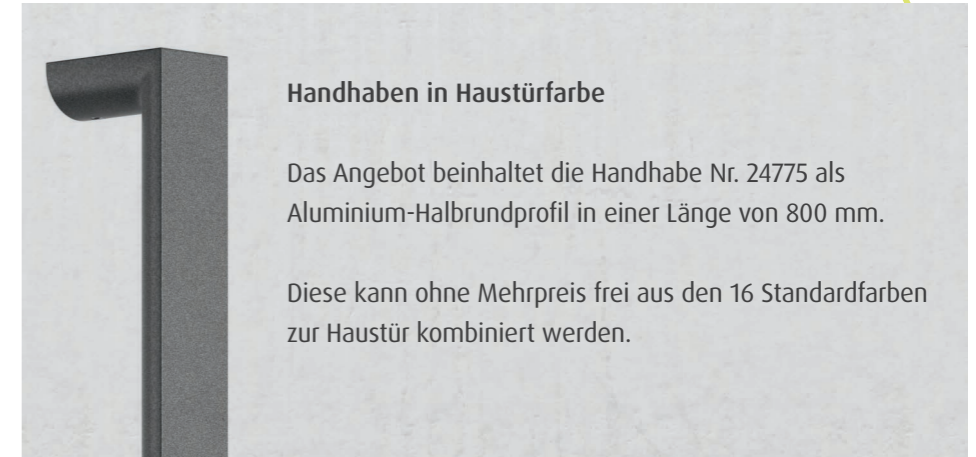 Handhaben in Haustürfarbe
Das Angebot beinhaltet die Handhabe Nr. 24775 als
Aluminium-Halbrundprofil in einer Länge von 800 mm.
Diese kann ohne Mehrpreis frei aus den 16 Standardfarben
zur Haustür kombiniert werden.